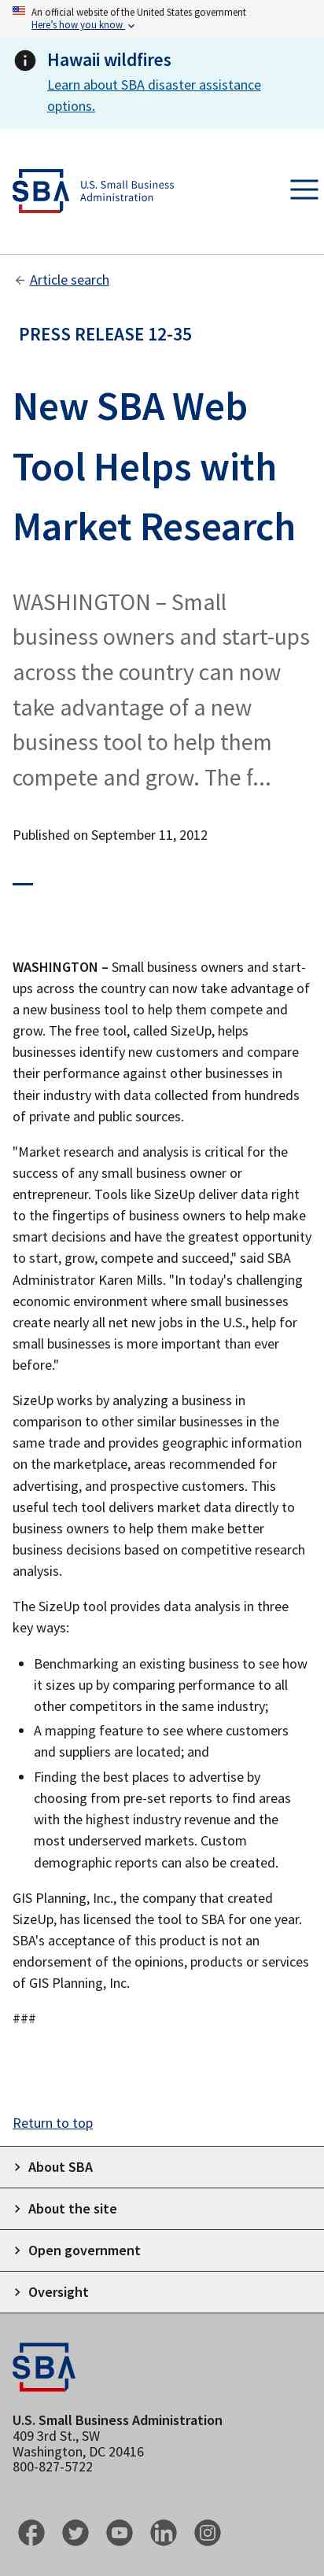 An official website of the United States government
Here's how you know
Hawaii wildfires
Learn about SBA disaster assistance
options.
SBA
U.S. Small Business
Administration
Article search
PRESS RELEASE 12-35
New SBA Web
Tool Helps with
Market Research
WASHINGTON – Small
business owners and start-ups
across the country can now
take advantage of a new
business tool to help them
compete and grow. The f...
Published on September 11, 2012
WASHINGTON – Small business owners and start-
ups across the country can now take advantage of
a new business tool to help them compete and
grow. The free tool, called SizeUp, helps
businesses identify new customers and compare
their performance against other businesses in
their industry with data collected from hundreds
of private and public sources.
"Market research and analysis is critical for the
success of any small business owner or
entrepreneur. Tools like SizeUp deliver data right
to the fingertips of business owners to help make
smart decisions and have the greatest opportunity
to start, grow, compete and succeed," said SBA
Administrator Karen Mills. "In today's challenging
economic environment where small businesses
create nearly all net new jobs in the U.S., help for
small businesses is more important than ever
before."
SizeUp works by analyzing a business in
comparison to other similar businesses in the
same trade and provides geographic information
on the marketplace, areas recommended for
advertising, and prospective customers. This
useful tech tool delivers market data directly to
business owners to help them make better
business decisions based on competitive research
analysis.
The SizeUp tool provides data analysis in three
key ways:
• Benchmarking an existing business to see how
it sizes up by comparing performance to all
other competitors in the same industry;
• A mapping feature to see where customers
and suppliers are located; and
• Finding the best places to advertise by
choosing from pre-set reports to find areas
with the highest industry revenue and the
most underserved markets. Custom
demographic reports can also be created.
GIS Planning, Inc., the company that created
SizeUp, has licensed the tool to SBA for one year.
SBA's acceptance of this product is not an
endorsement of the opinions, products or services
of GIS Planning, Inc.
###
Return to top
About SBA
About the site
Open government
Oversight
SBA
U.S. Small Business Administration
409 3rd St., SW
Washington, DC 20416
800-827-5722